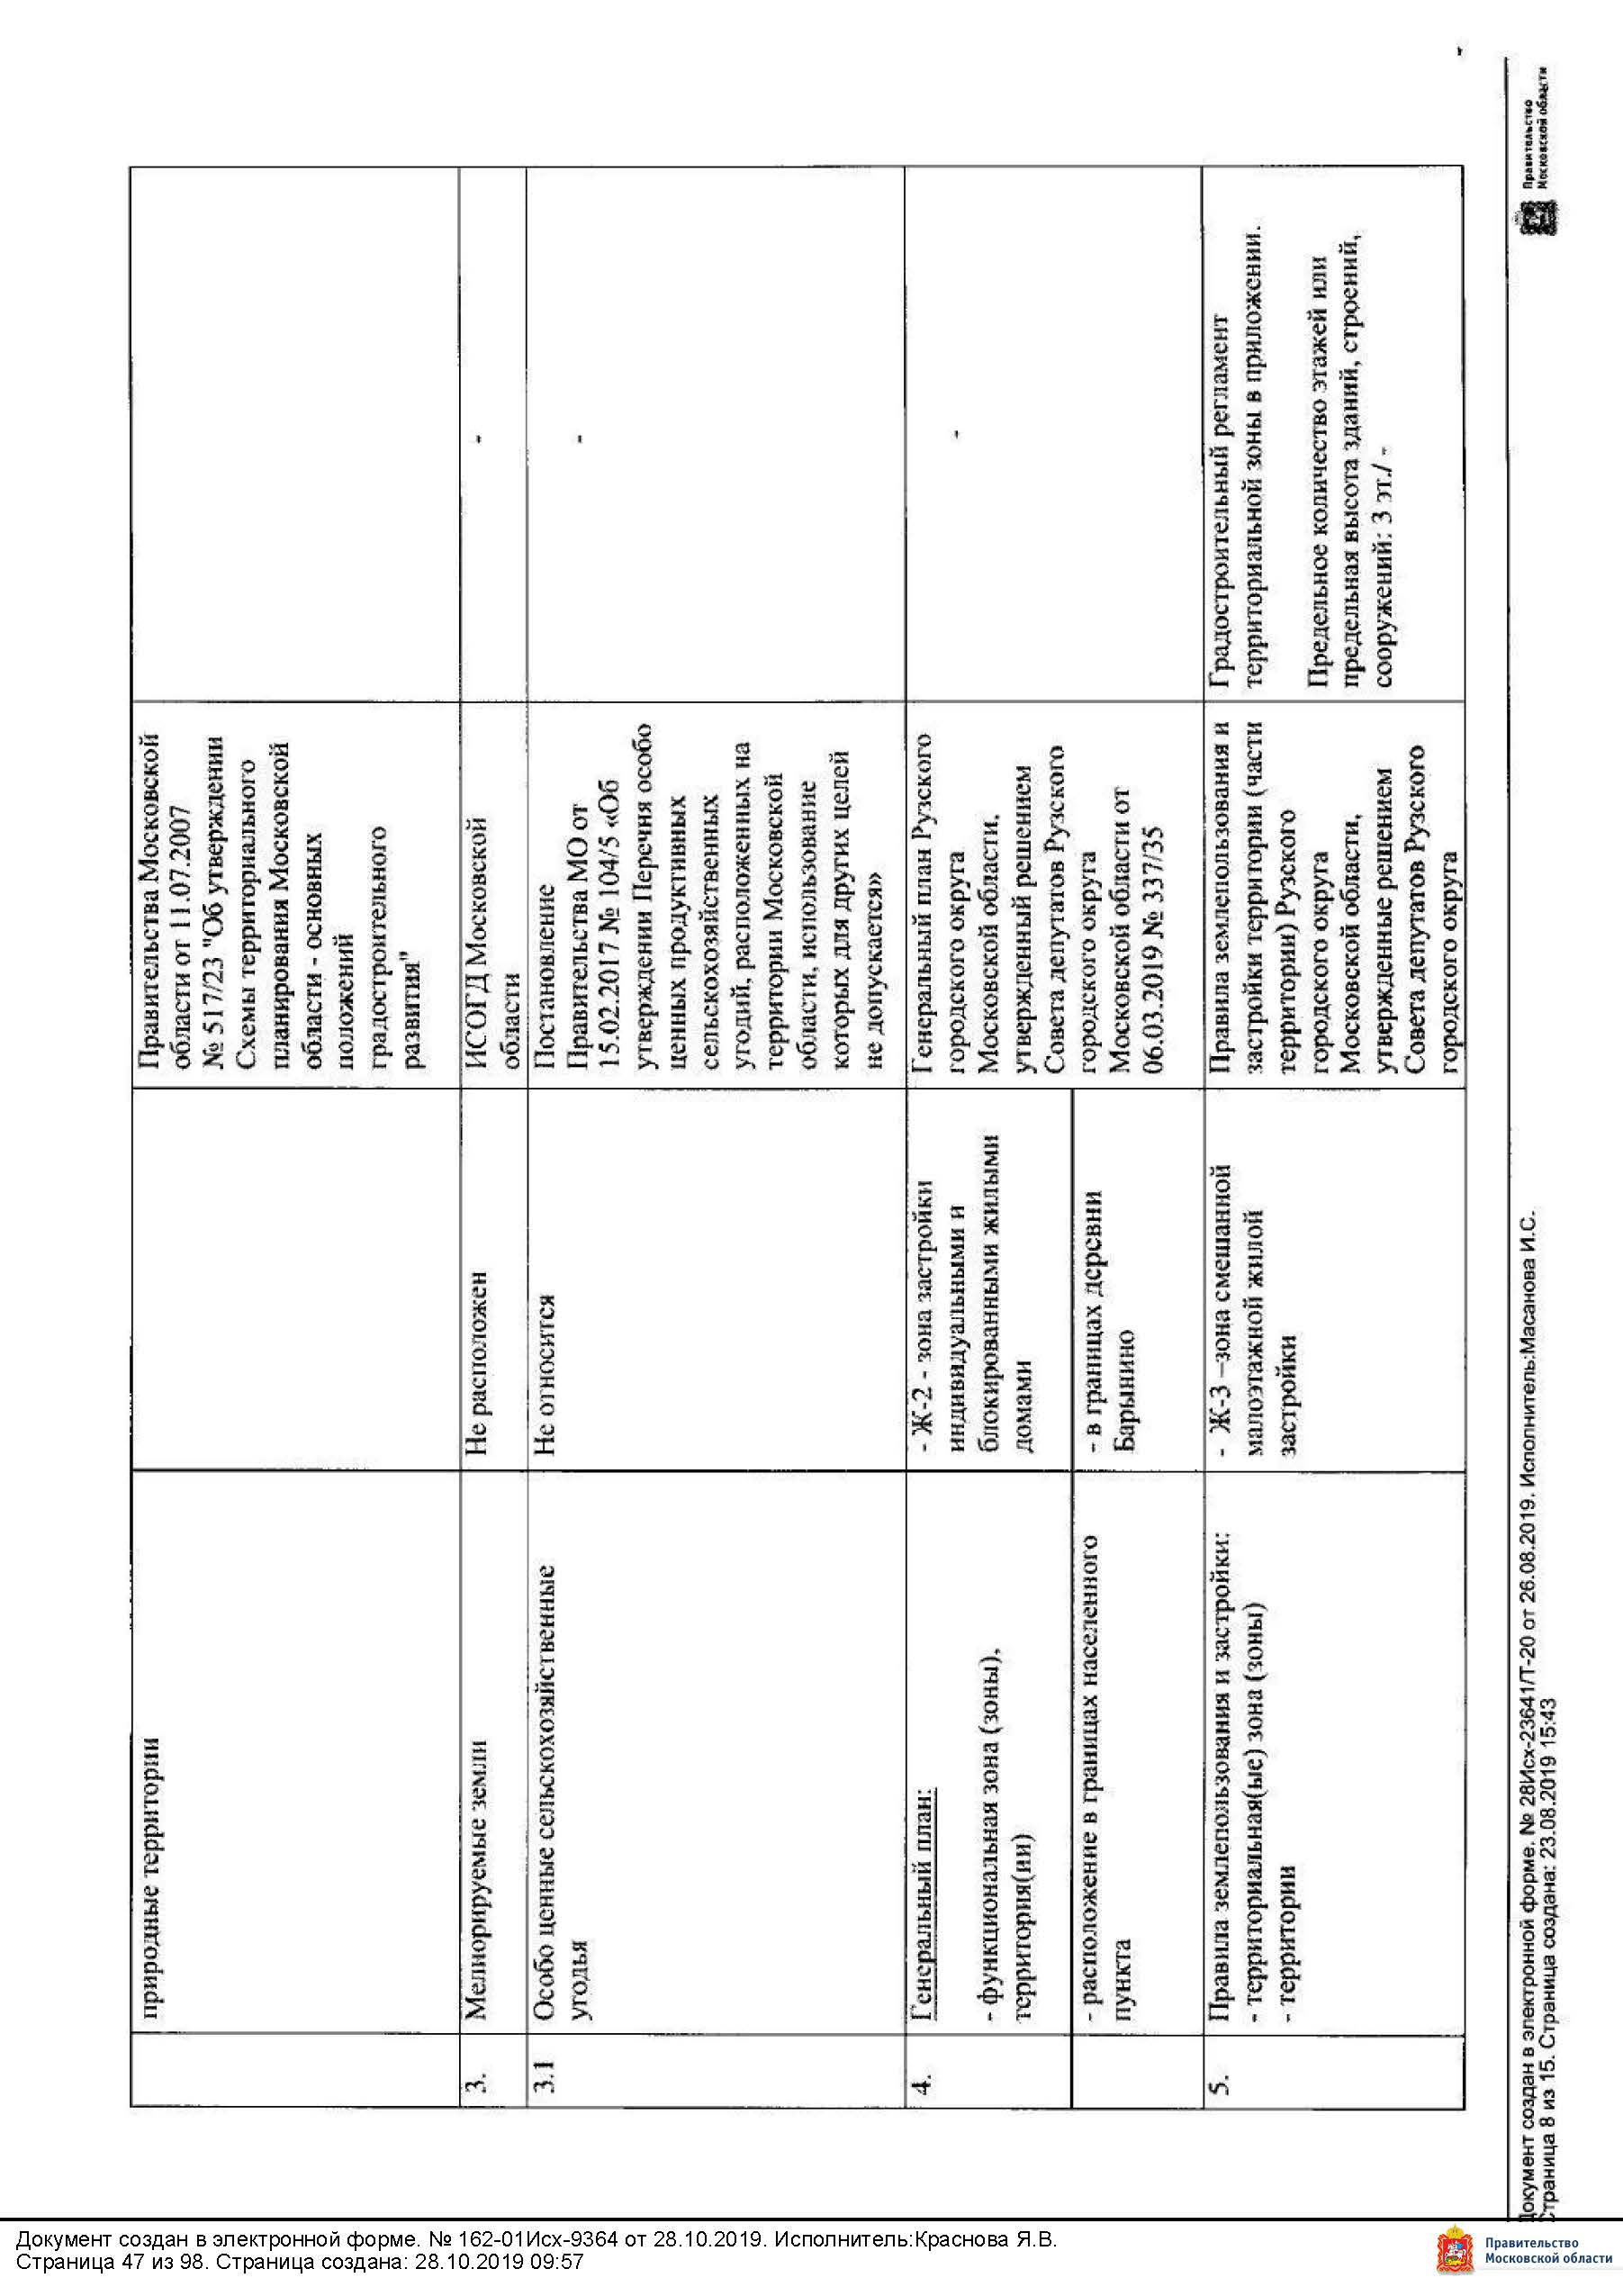 природные территории
Правительства Московской
области от 11.07.2007
№ 517/23 "Об утверждении
Схемы территориального
планирования Московской
области - основных
положений
градостроительного
развития"
3.
Мелиорируемые земли
Не расположен
ИСОГД Московской
области
-
3.1
Особо ценные сельскохозяйственные
угодья
Не относится
Постановление
Правительства МО от
15.02.2017 № 104/5 «Об
утверждении Перечня особо
ценных продуктивных
сельскохозяйственных
угодий, расположенных на
территории Московской
области, использование
которых для других целей
не допускается»
-
4.
Генеральный план:
- функциональная зона (зоны),
территория(ии)
- Ж-2 - зона застройки
индивидуальными и
блокированными жилыми
домами
Генеральный план Рузского
городского округа
Московской области,
утвержденный решением
Совета депутатов Рузского
городского округа
Московской области от
06.03.2019 № 337/35
-
- расположение в границах населенного
пункта
- в границах деревни
Барынино
5.
Правила землепользования и застройки:
- территориальная(ые) зона (зоны)
- территории
- Ж-3 –зона смешанной
малоэтажной жилой
застройки
Правила землепользования и
застройки территории (части
территории) Рузского
городского округа
Московской области,
утвержденные решением
Совета депутатов Рузского
городского округа
Градостроительный регламент
территориальной зоны в приложении.
Предельное количество этажей или
предельная высота зданий, строений,
сооружений: 3 эт./ -
Документ создан в электронной форме. № 28Исх-23641/Т-20 от 26.08.2019. Исполнитель:Масанова И.С.
Страница 8 из 15. Страница создана: 23.08.2019 15:43
Правительство
Московской области
Документ создан в электронной форме. № 162-01Исх-9364 от 28.10.2019. Исполнитель:Краснова Я.В.
Страница 47 из 98. Страница создана: 28.10.2019 09:57
Правительство
Московской области